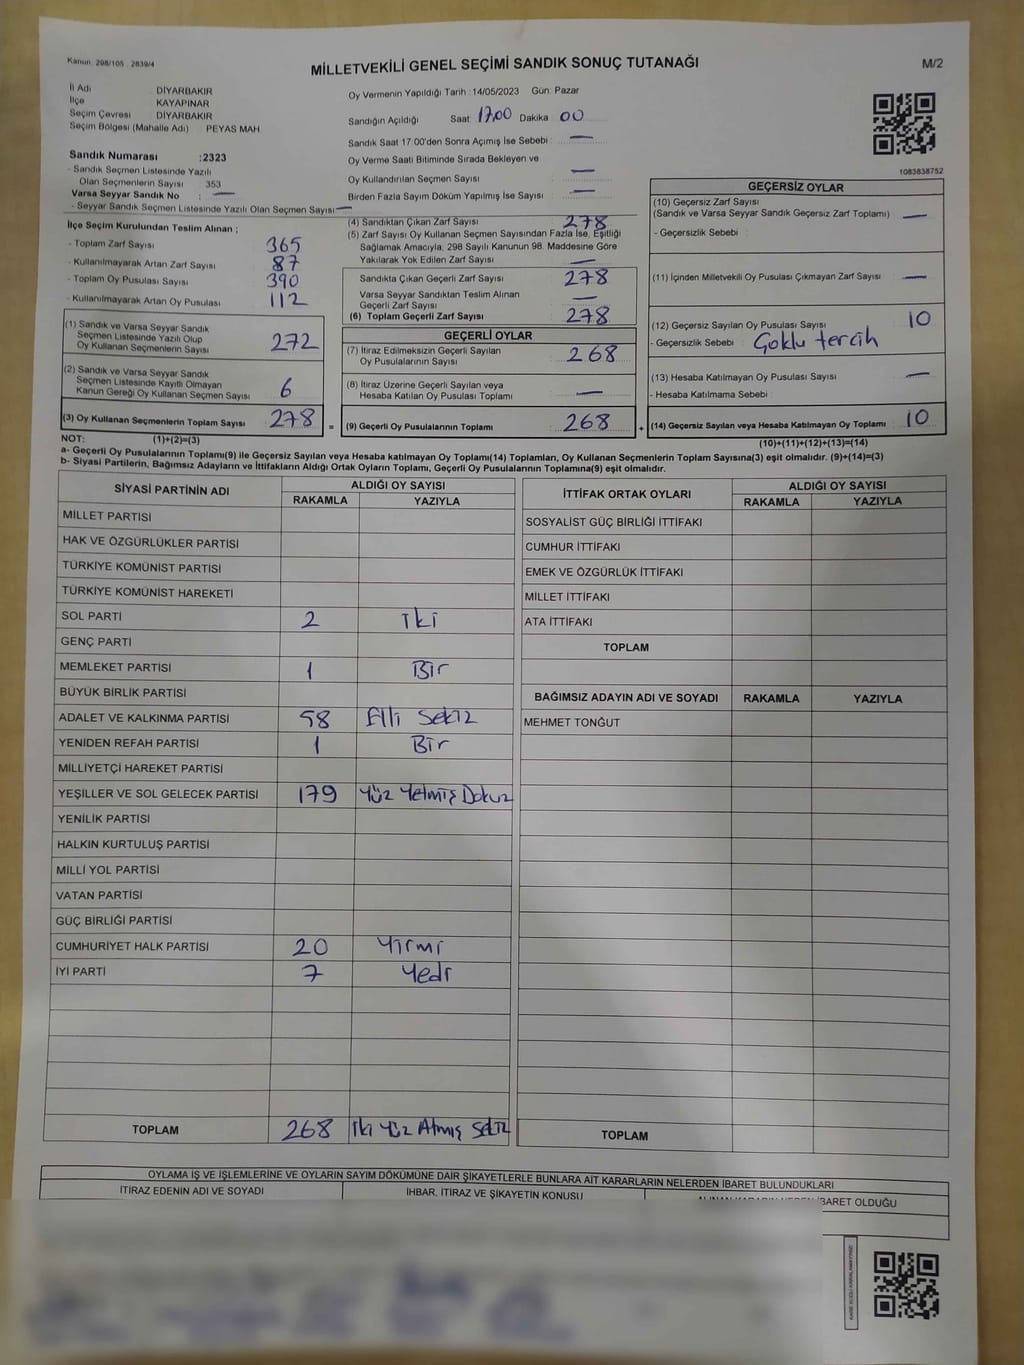 Kanun: 298/105 . 2839/4
MİLLETVEKİLİ GENEL SEÇİMİ SANDIK SONUÇ TUTANAĞI
M/2
İl Adı : DİYARBAKIR
İlçe : KAYAPINAR
Seçim Çevresi : DİYARBAKIR
Seçim Bölgesi (Mahalle Adı) : PEYAS MAH.
Sandık Numarası :2323
- Sandık Seçmen Listesinde Yazılı
Olan Seçmenlerin Sayısı : 353
Varsa Seyyar Sandık No : —
- Seyyar Sandık Seçmen Listesinde Yazılı Olan Seçmen Sayısı: —
Oy Vermenin Yapıldığı Tarih :14/05/2023 Gün: Pazar
Sandığın Açıldığı Saat: 17.00 Dakika: 00
Sandık Saat 17.00'den Sonra Açımış İse Sebebi : —
Oy Verme Saati Bitiminde Sırada Bekleyen ve
Oy Kullandırılan Seçmen Sayısı : —
Birden Fazla Sayım Döküm Yapılmış İse Sayısı : —
1083838752
İlçe Seçim Kurulundan Teslim Alınan ;
- Toplam Zarf Sayısı : 365
- Kullanılmayarak Artan Zarf Sayısı : 87
- Toplam Oy Pusulası Sayısı : 390
- Kullanılmayarak Artan Oy Pusulası : 112
(1) Sandık ve Varsa Seyyar Sandık
Seçmen Listesinde Yazılı Olup
Oy Kullanan Seçmenlerin Sayısı : 272
(2) Sandık ve Varsa Seyyar Sandık
Seçmen Listesinde Kayıtlı Olmayan
Kanun Gereği Oy Kullanan Seçmen Sayısı : 6
(3) Oy Kullanan Seçmenlerin Toplam Sayısı : 278
(4) Sandıktan Çıkan Zarf Sayısı : 278
(5) Zarf Sayısı Oy Kullanan Seçmen Sayısından Fazla İse, Eşitliği
Sağlamak Amacıyla, 298 Sayılı Kanunun 98. Maddesine Göre
Yakılarak Yok Edilen Zarf Sayısı : —
Sandıkta Çıkan Geçerli Zarf Sayısı : 278
Varsa Seyyar Sandıktan Teslim Alınan
Geçerli Zarf Sayısı : —
(6) Toplam Geçerli Zarf Sayısı : 278
GEÇERLİ OYLAR
(7) İtiraz Edilmeksizin Geçerli Sayılan
Oy Pusulalarının Sayısı : 268
(8) İtiraz Üzerine Geçerli Sayılan veya
Hesaba Katılan Oy Pusulası Toplamı : —
= (9) Geçerli Oy Pusulalarının Toplamı : 268
GEÇERSİZ OYLAR
(10) Geçersiz Zarf Sayısı
(Sandık ve Varsa Seyyar Sandık Geçersiz Zarf Toplamı) : —
- Geçersizlik Sebebi :
(11) İçinden Milletvekili Oy Pusulası Çıkmayan Zarf Sayısı : —
(12) Geçersiz Sayılan Oy Pusulası Sayısı : 10
- Geçersizlik Sebebi : Çoklu tercih
(13) Hesaba Katılmayan Oy Pusulası Sayısı : —
- Hesaba Katılmama Sebebi :
+ (14) Geçersiz Sayılan veya Hesaba Katılmayan Oy Toplamı : 10
NOT: (1)+(2)=(3) (10)+(11)+(12)+(13)=(14)
a- Geçerli Oy Pusulalarının Toplamı(9) ile Geçersiz Sayılan veya Hesaba katılmayan Oy Toplamı(14) Toplamları, Oy Kullanan Seçmenlerin Toplam Sayısına(3) eşit olmalıdır. (9)+(14)=(3)
b- Siyasi Partilerin, Bağımsız Adayların ve İttifakların Aldığı Ortak Oyların Toplamı, Geçerli Oy Pusulalarının Toplamına(9) eşit olmalıdır.
SİYASİ PARTİNİN ADI ALDIĞI OY SAYISI
RAKAMLA YAZIYLA
MİLLET PARTİSİ
HAK VE ÖZGÜRLÜKLER PARTİSİ
TÜRKİYE KOMÜNİST PARTİSİ
TÜRKİYE KOMÜNİST HAREKETİ
SOL PARTİ 2 iki
GENÇ PARTİ
MEMLEKET PARTİSİ 1 Bir
BÜYÜK BİRLİK PARTİSİ
ADALET VE KALKINMA PARTİSİ 58 Elli Sekiz
YENİDEN REFAH PARTİSİ 1 Bir
MİLLİYETÇİ HAREKET PARTİSİ
YEŞİLLER VE SOL GELECEK PARTİSİ 179 Yüz Yetmiş Dokuz
YENİLİK PARTİSİ
HALKIN KURTULUŞ PARTİSİ
MİLLİ YOL PARTİSİ
VATAN PARTİSİ
GÜÇ BİRLİĞİ PARTİSİ
CUMHURİYET HALK PARTİSİ 20 Yirmi
İYİ PARTİ 7 Yedi
TOPLAM 268 iki Yüz Atmış Sekiz
İTTİFAK ORTAK OYLARI ALDIĞI OY SAYISI
RAKAMLA YAZIYLA
SOSYALİST GÜÇ BİRLİĞİ İTTİFAKI
CUMHUR İTTİFAKI
EMEK VE ÖZGÜRLÜK İTTİFAKI
MİLLET İTTİFAKI
ATA İTTİFAKI
TOPLAM
BAĞIMSIZ ADAYIN ADI VE SOYADI RAKAMLA YAZIYLA
MEHMET TONĞUT
TOPLAM
OYLAMA İŞ VE İŞLEMLERİNE VE OYLARIN SAYIM DÖKÜMÜNE DAİR ŞİKAYETLERLE BUNLARA AİT KARARLARIN NELERDEN İBARET BULUNDUKLARI
İTİRAZ EDENİN ADI VE SOYADI İHBAR, İTİRAZ VE ŞİKAYETİN KONUSU İBARET OLDUĞU